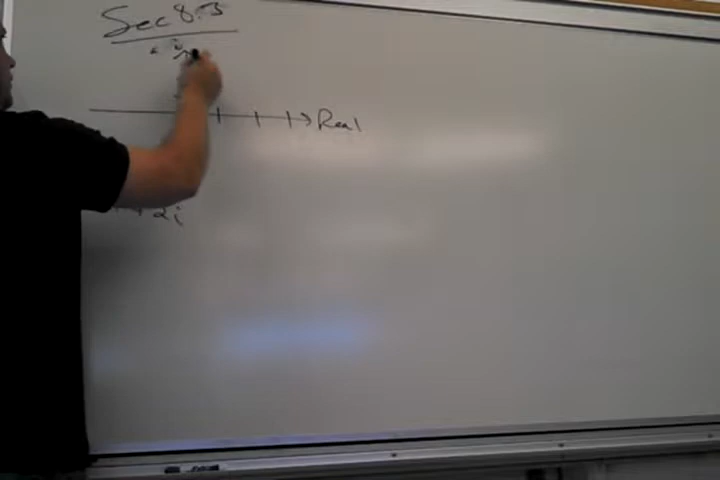 Sec 8.3
Real
+ 2i